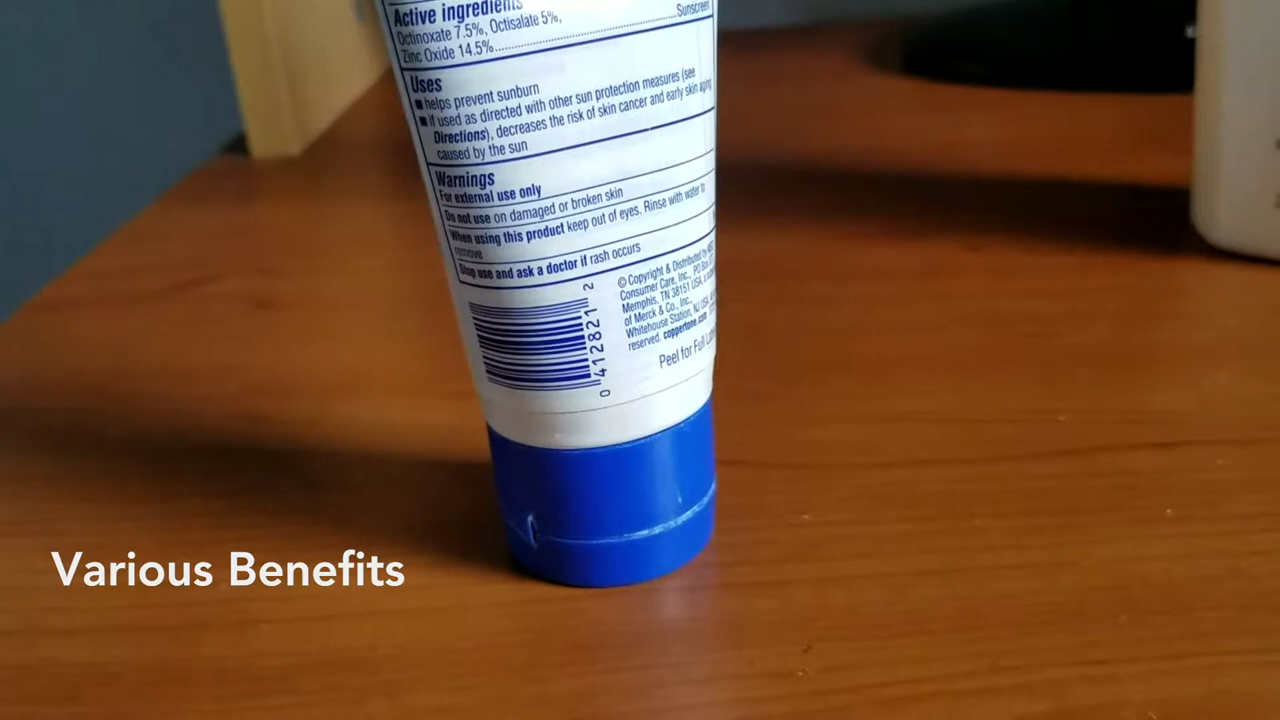 Active ingredients
Octinoxate 7.5%, Octisalate 5%,
Zinc Oxide 14.5%..........................................Sunscreen
Uses
■ helps prevent sunburn
■ if used as directed with other sun protection measures (see
Directions), decreases the risk of skin cancer and early skin aging
caused by the sun
Warnings
For external use only
Do not use on damaged or broken skin
When using this product keep out of eyes. Rinse with water to
remove
Stop use and ask a doctor if rash occurs
© Copyright & Distributed by
Consumer Care, Inc., PO Box
Memphis, TN 38151 USA, a
of Merck & Co., Inc.,
Whitehouse Station, NJ USA.
reserved. coppertone.com
Peel for Full
0 412821 2
Various Benefits